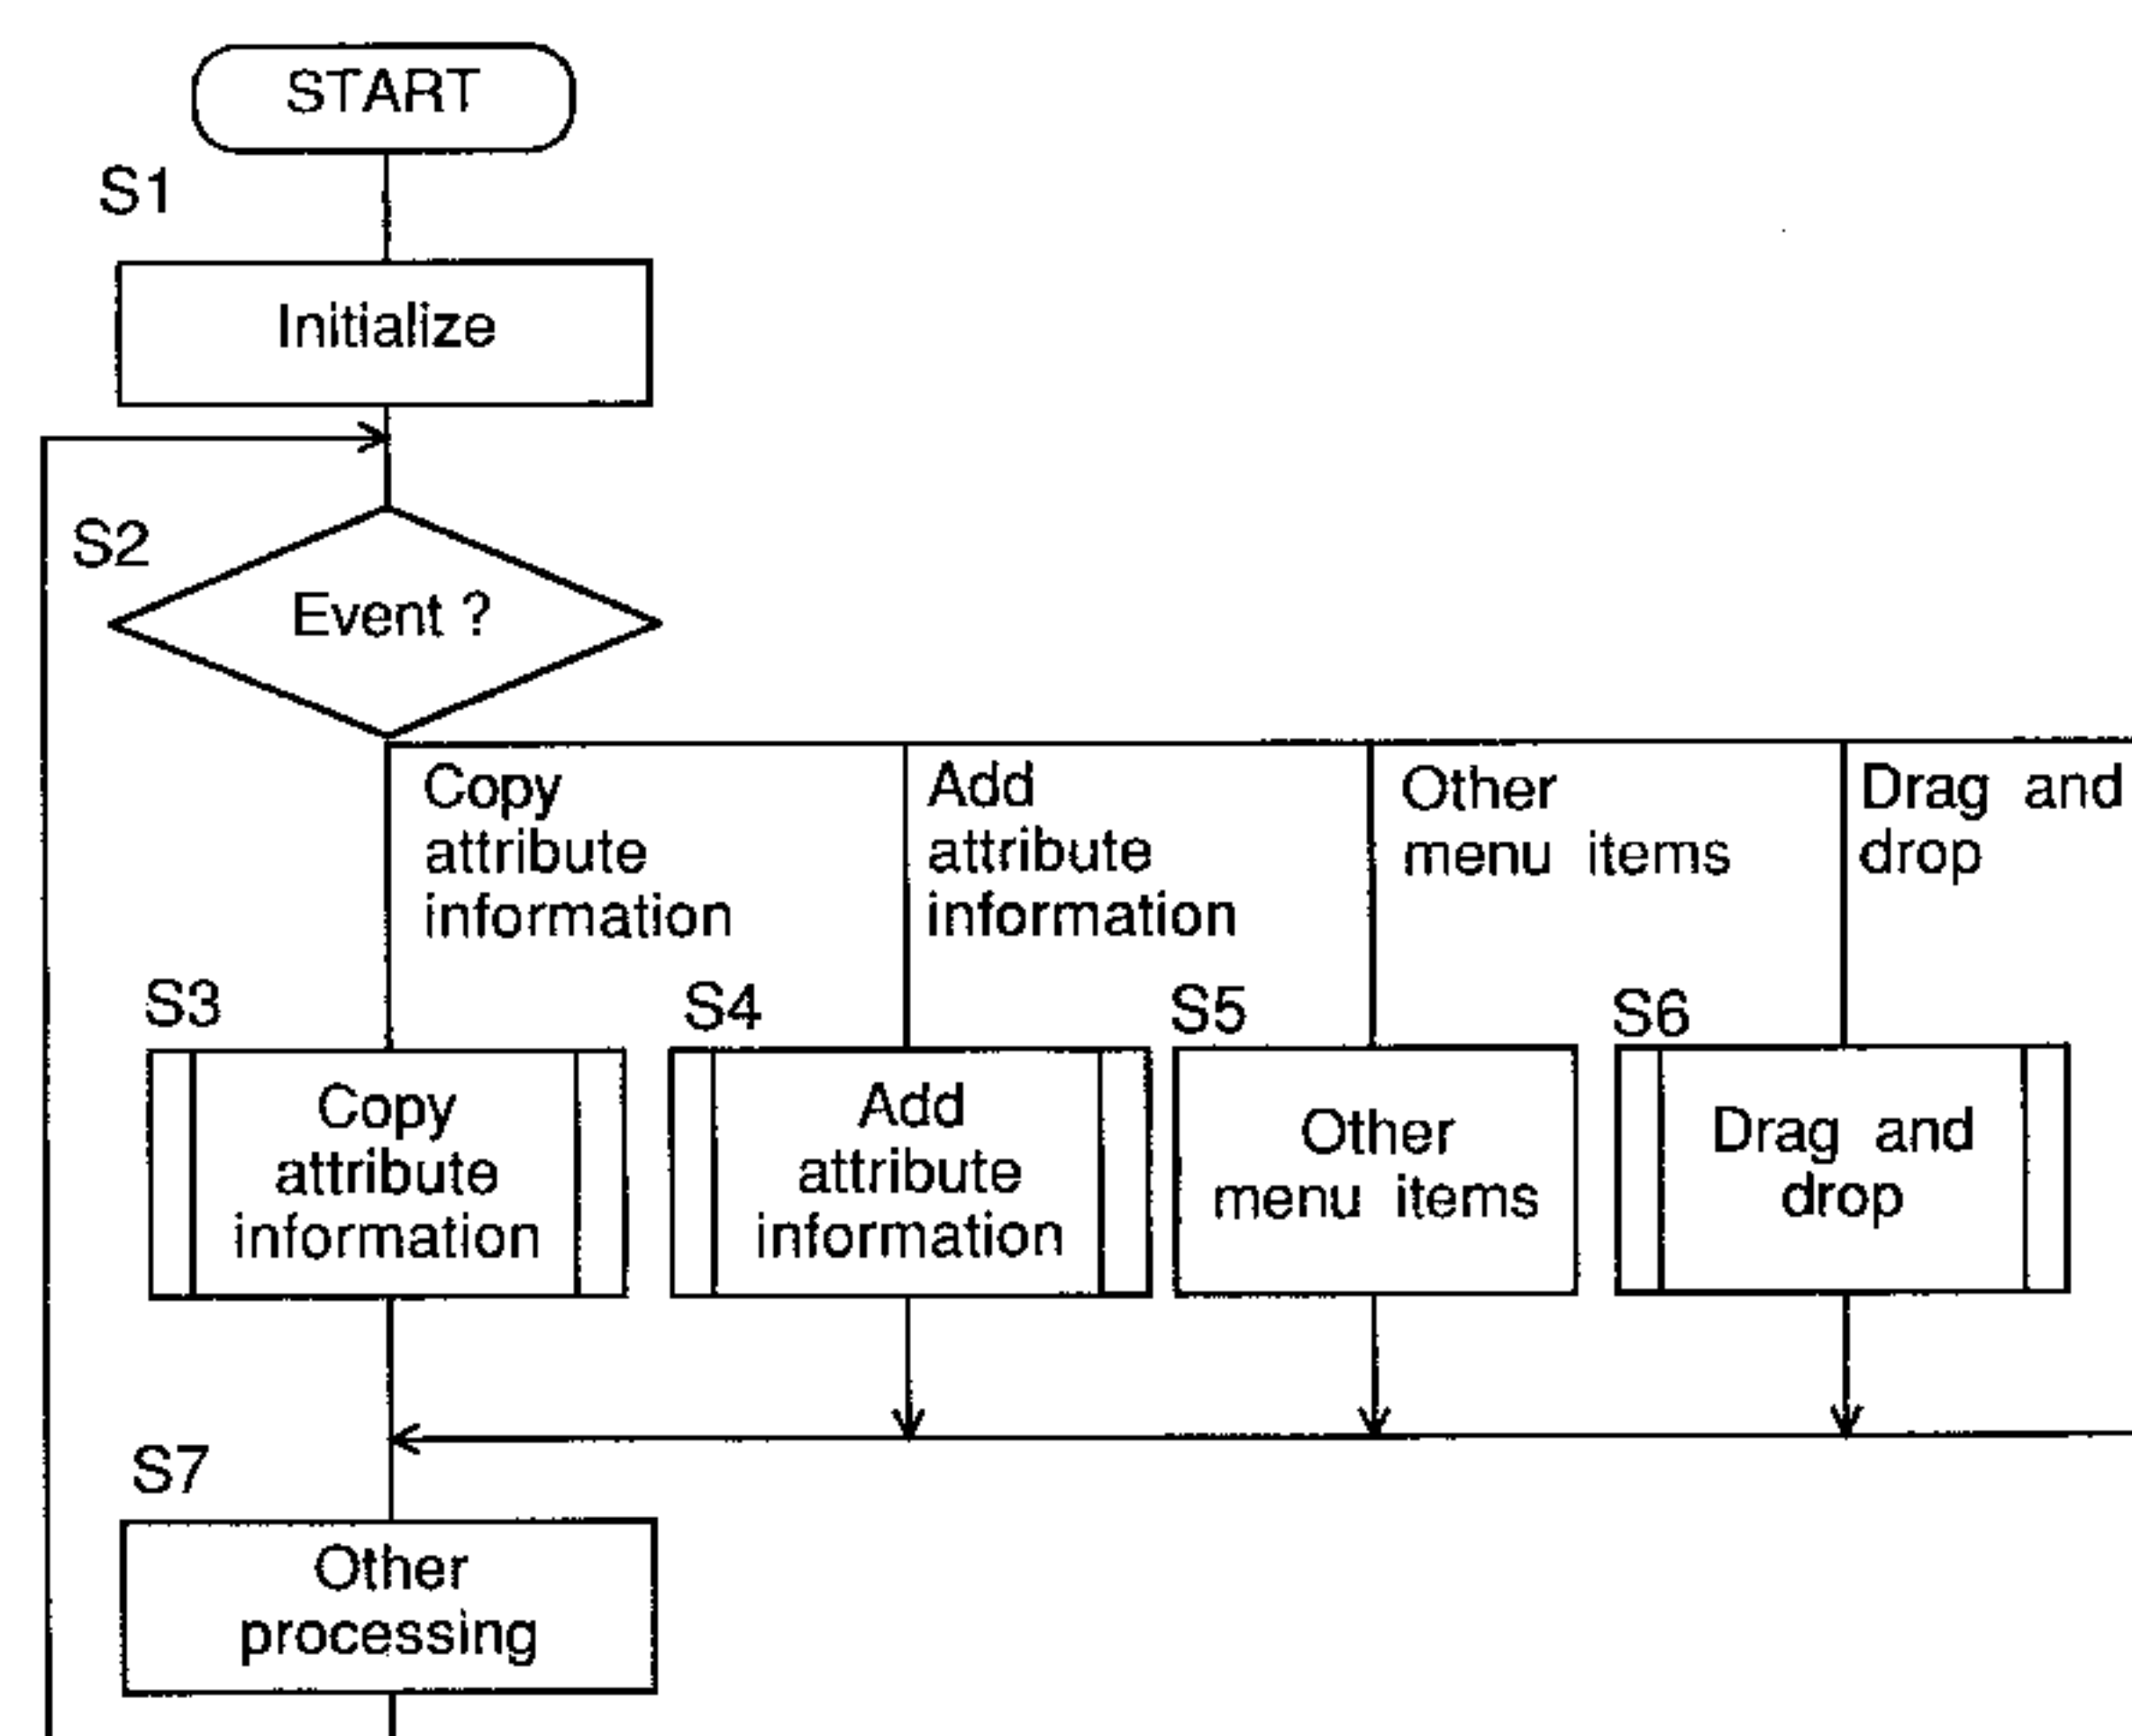 START
S1
Initialize
S2
Event ?
Copy
attribute
information
Add
attribute
information
Other
menu items
Drag and
drop
S3
Copy
attribute
information
S4
Add
attribute
information
S5
Other
menu items
S6
Drag and
drop
S7
Other
processing